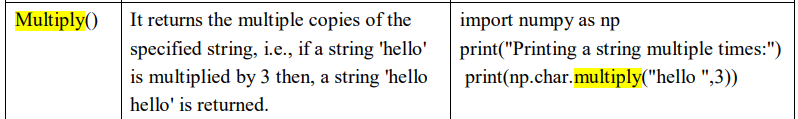 Multiply()
It returns the multiple copies of the
specified string, i.e., if a string 'hello'
is multiplied by 3 then, a string 'hello
hello' is returned.
import numpy as np
print("Printing a string multiple times:")
print(np.char.multiply("hello ",3))